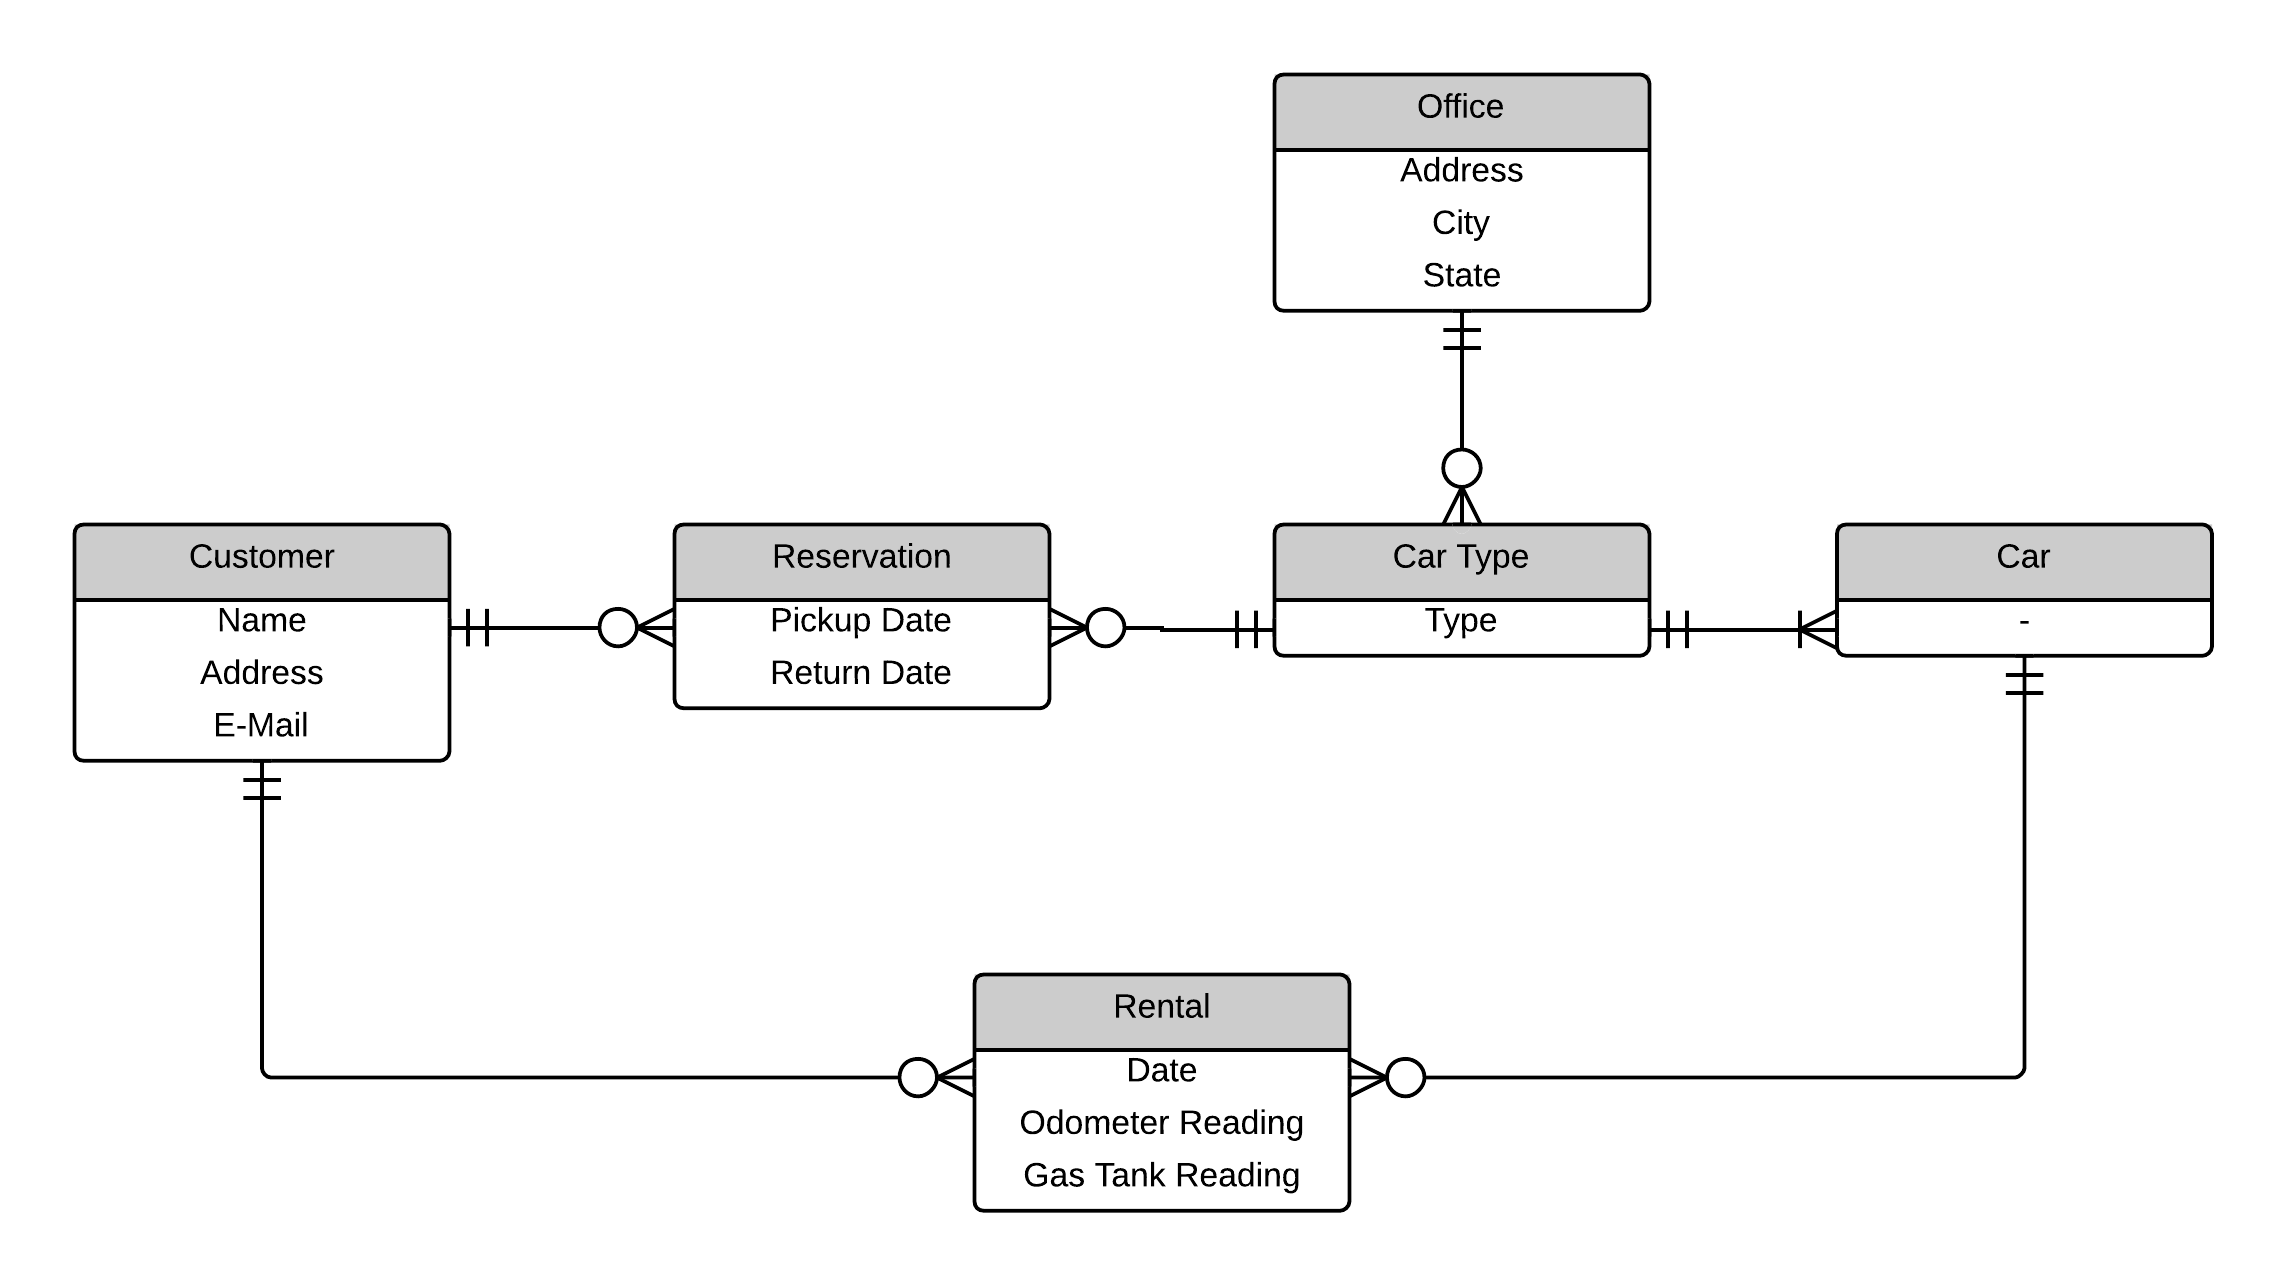 Office
Address
City
State
Customer
Name
Address
E-Mail
Reservation
Pickup Date
Return Date
Car Type
Type
Car
-
Rental
Date
Odometer Reading
Gas Tank Reading